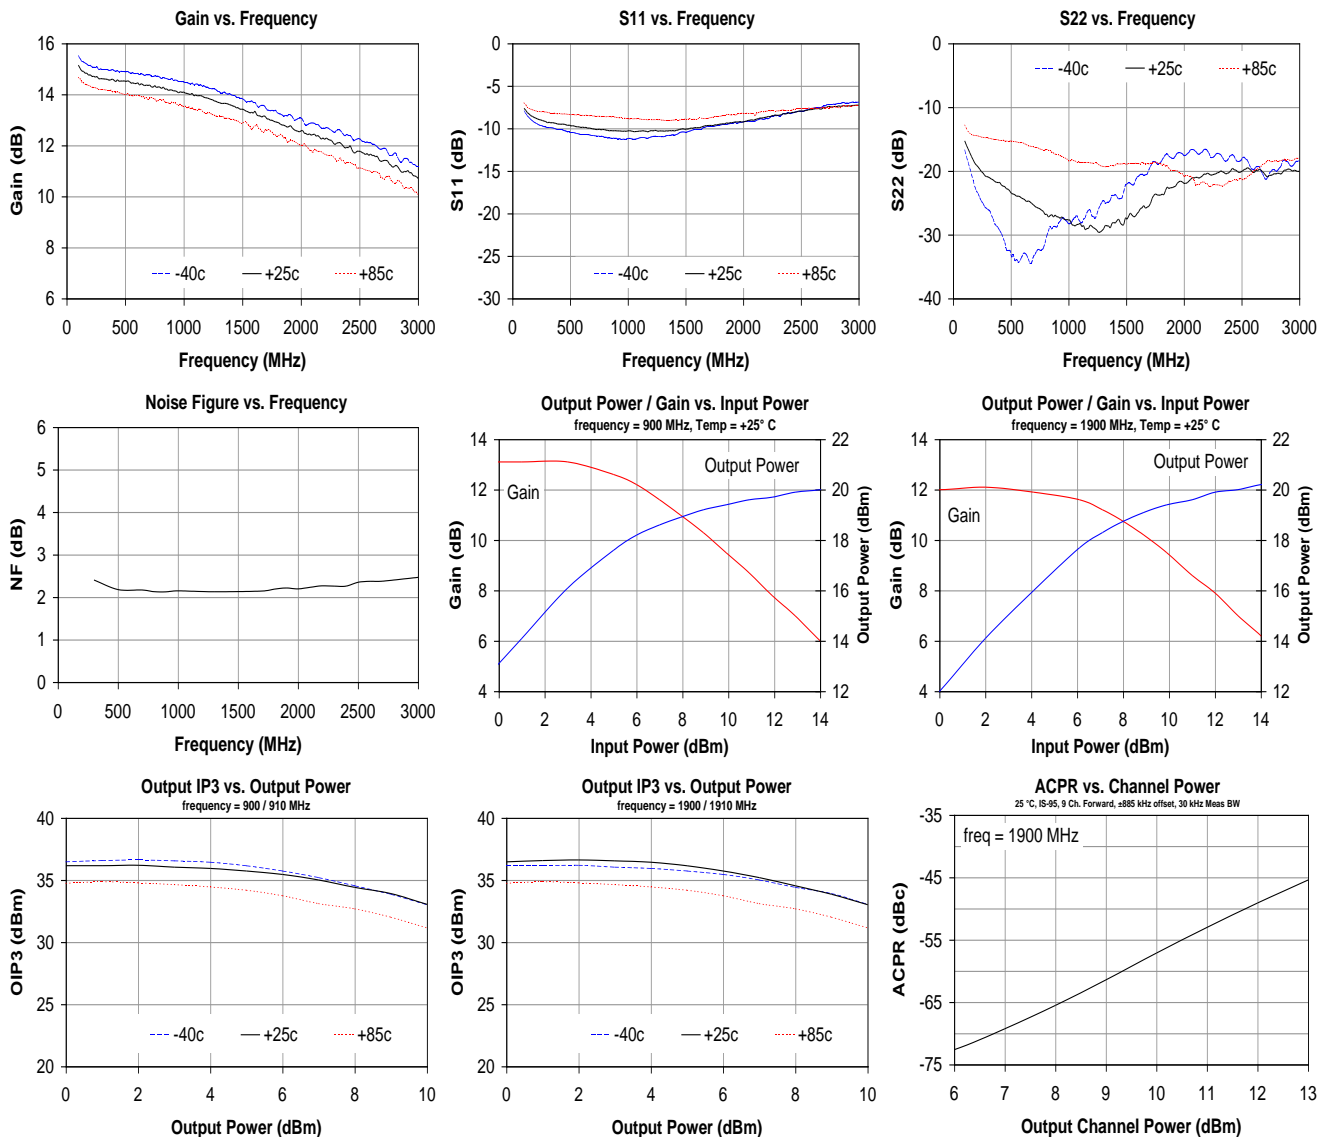 Gain vs. Frequency
16
14
12
10
8
6
Gain (dB)
-40c +25c +85c
0 500 1000 1500 2000 2500 3000
Frequency (MHz)
S11 vs. Frequency
0
-5
-10
-15
-20
-25
-30
S11 (dB)
-40c +25c +85c
0 500 1000 1500 2000 2500 3000
Frequency (MHz)
S22 vs. Frequency
0
-10
-20
-30
-40
S22 (dB)
-40c +25c +85c
0 500 1000 1500 2000 2500 3000
Frequency (MHz)
Noise Figure vs. Frequency
6
5
4
3
2
1
0
NF (dB)
0 500 1000 1500 2000 2500 3000
Frequency (MHz)
Output Power / Gain vs. Input Power
frequency = 900 MHz, Temp = +25° C
14
12
10
8
6
4
Gain (dB)
Output Power
Gain
22
20
18
16
14
12
Output Power (dBm)
0 2 4 6 8 10 12 14
Input Power (dBm)
Output Power / Gain vs. Input Power
frequency = 1900 MHz, Temp = +25° C
14
12
10
8
6
4
Gain (dB)
Output Power
Gain
22
20
18
16
14
12
Output Power (dBm)
0 2 4 6 8 10 12 14
Input Power (dBm)
Output IP3 vs. Output Power
frequency = 900 / 910 MHz
40
35
30
25
20
OIP3 (dBm)
-40c +25c +85c
0 2 4 6 8 10
Output Power (dBm)
Output IP3 vs. Output Power
frequency = 1900 / 1910 MHz
40
35
30
25
20
OIP3 (dBm)
-40c +25c +85c
0 2 4 6 8 10
Output Power (dBm)
ACPR vs. Channel Power
25 °C, IS-95, 9 Ch. Forward, ±885 kHz offset, 30 kHz Meas BW
-35
-45
-55
-65
-75
ACPR (dBc)
freq = 1900 MHz
6 7 8 9 10 11 12 13
Output Channel Power (dBm)